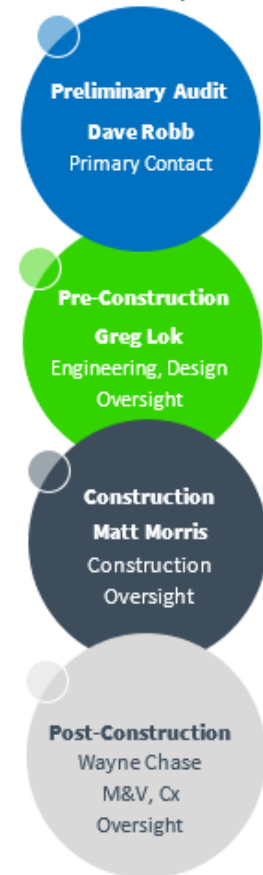 Preliminary Audit
Dave Robb
Primary Contact
Pre-Construction
Greg Lok
Engineering, Design
Oversight
Construction
Matt Morris
Construction
Oversight
Post-Construction
Wayne Chase
M&V, Cx
Oversight